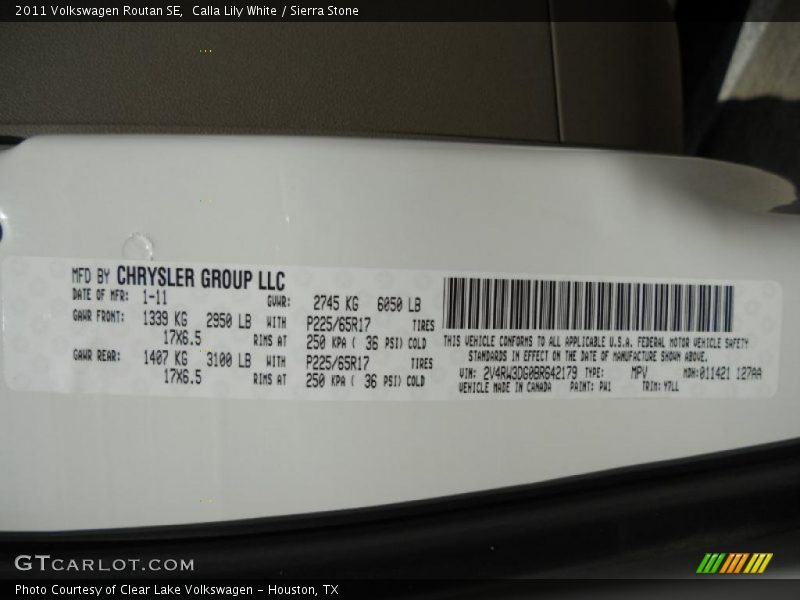 2011 Volkswagen Routan SE,  Calla Lily White / Sierra Stone
MFD BY CHRYSLER GROUP LLC
DATE OF MFR: 1-11 GVWR: 2745 KG 6050 LB
GAWR FRONT: 1339 KG 2950 LB WITH P225/65R17 TIRES
17X6.5 RIMS AT 250 KPA ( 36 PSI) COLD
GAWR REAR: 1407 KG 3100 LB WITH P225/65R17 TIRES
17X6.5 RIMS AT 250 KPA ( 36 PSI) COLD
THIS VEHICLE CONFORMS TO ALL APPLICABLE U.S.A. FEDERAL MOTOR VEHICLE SAFETY
STANDARDS IN EFFECT ON THE DATE OF MANUFACTURE SHOWN ABOVE.
VIN: 2V4RW3DG0BR642179 TYPE: MPV MDH: 011421 127AA
VEHICLE MADE IN CANADA PAINT: PW1 TRIM: Y7LL
GTCARLOT.COM
Photo Courtesy of Clear Lake Volkswagen - Houston, TX